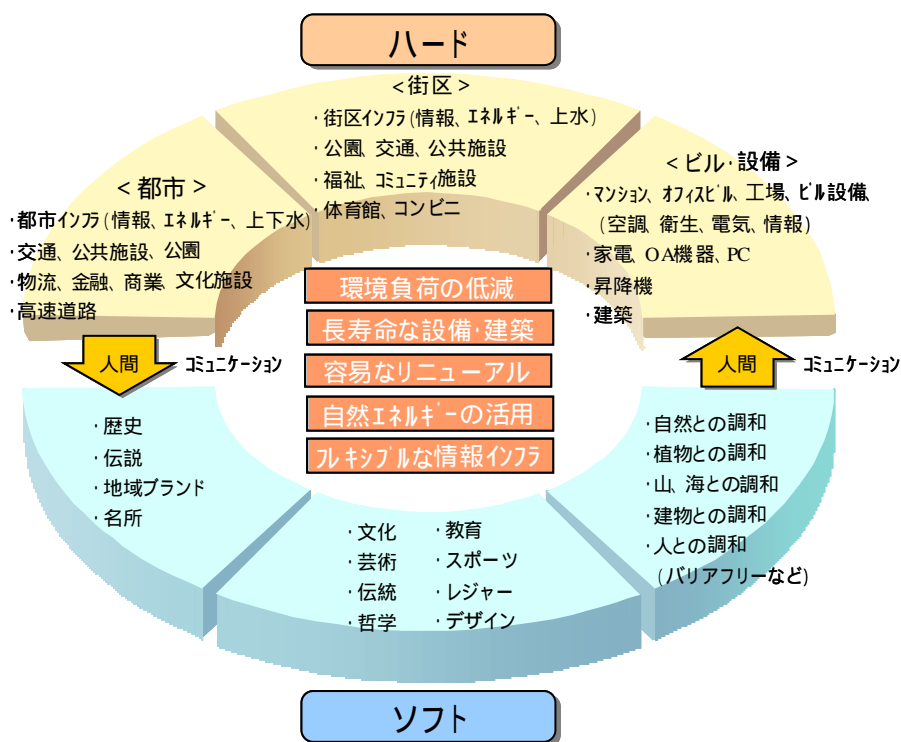 ハード
<街区>
・街区インフラ(情報、エネルギー、上水)
・公園、交通、公共施設
・福祉、コミュニティ施設
・体育館、コンビニ
<都市>
・都市インフラ(情報、エネルギー、上下水)
・交通、公共施設、公園
・物流、金融、商業、文化施設
・高速道路
<ビル・設備>
・マンション、オフィスビル、工場、ビル設備、
(空調、衛生、電気、情報)
・家電、OA機器、PC
・昇降機
・建築
環境負荷の低減
長寿命な設備・建築
容易なリニューアル
自然エネルギーの活用
フレキシブルな情報インフラ
人間 コミュニケーション
人間 コミュニケーション
・歴史
・伝説
・地域ブランド
・名所
・文化
・芸術
・伝統
・哲学
・教育
・スポーツ
・レジャー
・デザイン
・自然との調和
・植物との調和
・山、海との調和
・建物との調和
・人との調和
(バリアフリーなど)
ソフト